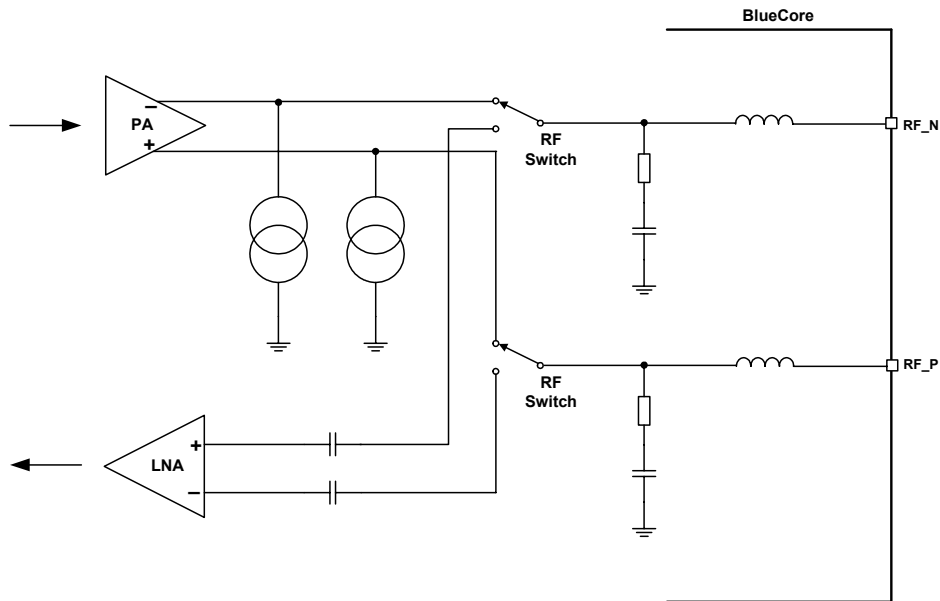 BlueCore
−
PA
+
RF
Switch
RF_N
RF
Switch
RF_P
+
LNA
−